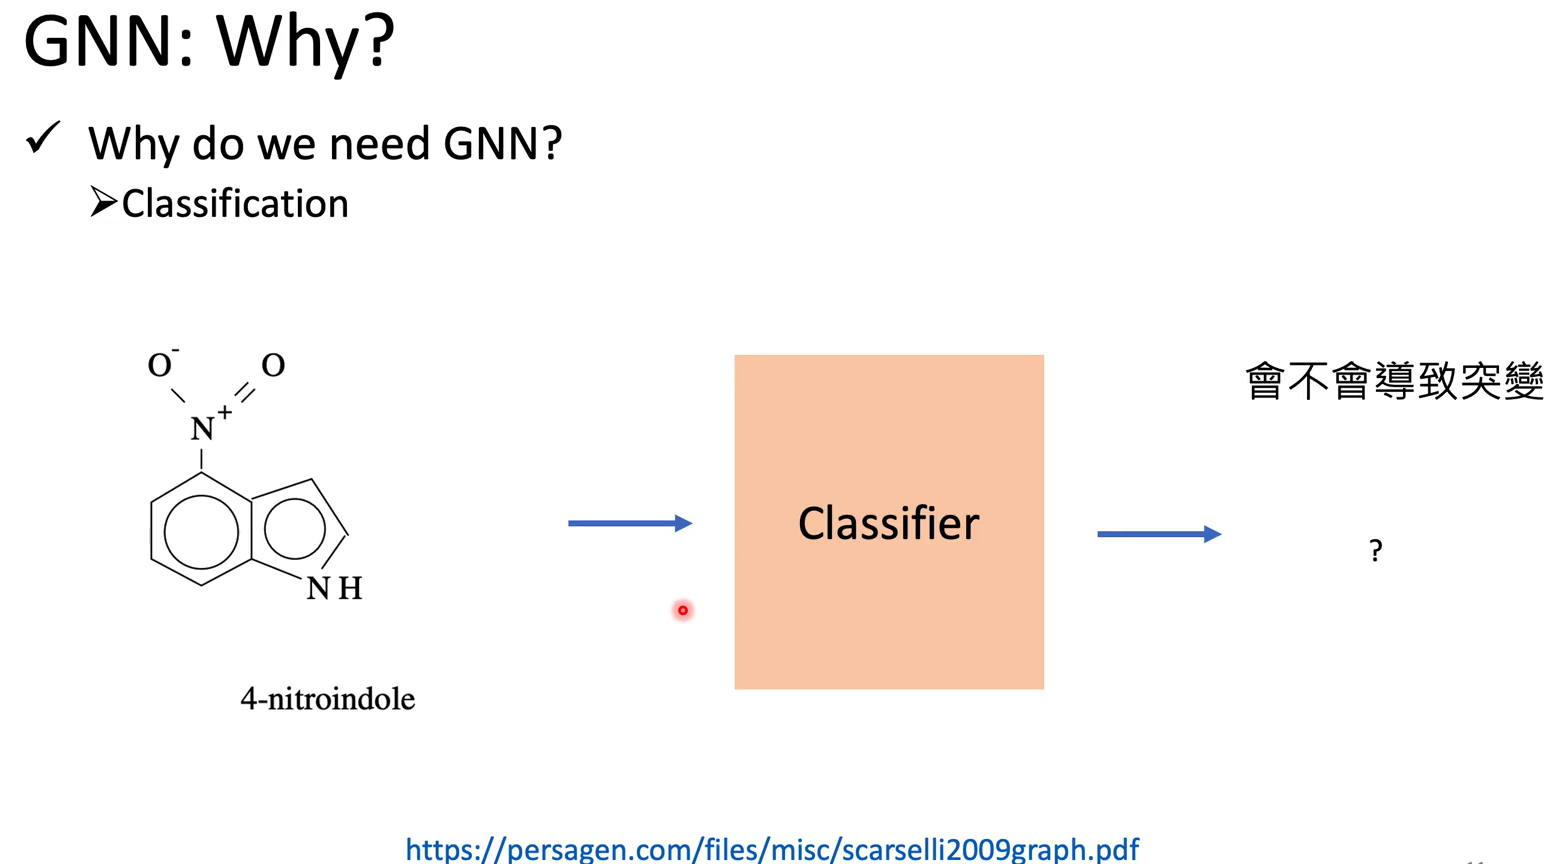 GNN: Why?
✓ Why do we need GNN?
➢Classification
O⁻ O
N⁺
NH
4-nitroindole
Classifier
會不會導致突變
?
https://persagen.com/files/misc/scarselli2009graph.pdf